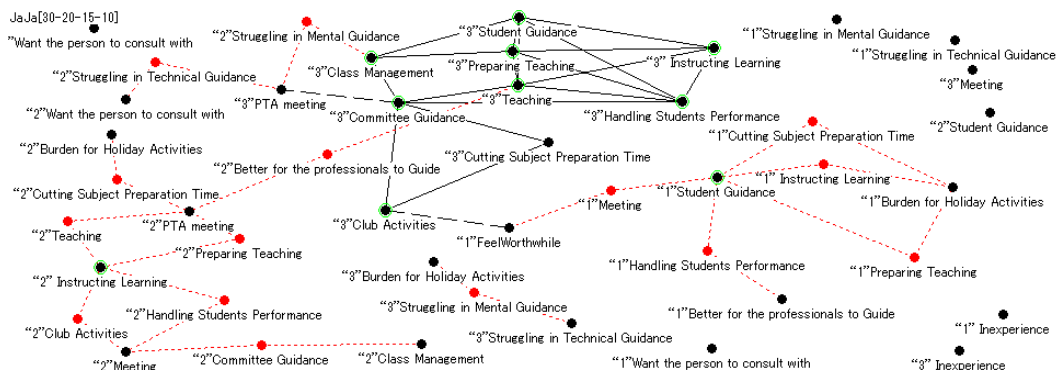 JaJa[30-20-15-10]
"Want the person to consult with
“2”Struggling in Mental Guidance
“3”Student Guidance
“1”Struggling in Mental Guidance
“1”Struggling in Technical Guidance
“2”Struggling in Technical Guidance
“3”Class Management
“3”Preparing Teaching
“3” Instructing Learning
“3”Meeting
“3”PTA meeting
“3”Teaching
“2”Want the person to consult with
“3”Committee Guidance
“3”Handling Students Performance
“2”Student Guidance
“1”Cutting Subject Preparation Time
“2”Burden for Holiday Activities
“3”Cutting Subject Preparation Time
“2”Better for the professionals to Guide
“1” Instructing Learning
“2”Cutting Subject Preparation Time
“1”Student Guidance
“1”Burden for Holiday Activities
“1”Meeting
“2”PTA meeting
“3”Club Activities
“2”Teaching
“1”FeelWorthwhile
“2”Preparing Teaching
“1”Handling Students Performance
“1”Preparing Teaching
“2” Instructing Learning
“3”Burden for Holiday Activities
“3”Struggling in Mental Guidance
“2”Handling Students Performance
“1”Better for the professionals to Guide
“2”Club Activities
“1” Inexperience
“3”Struggling in Technical Guidance
“2”Meeting
“2”Committee Guidance
“2”Class Management
“1”Want the person to consult with
“3” Inexperience